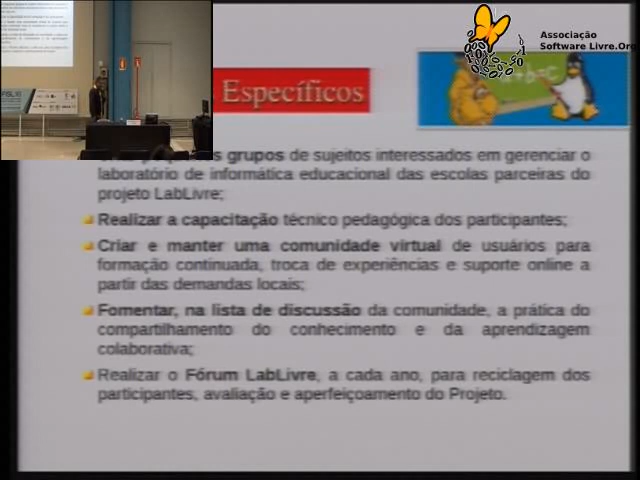 Associação
Software Livre.Org
Específicos
grupos de sujeitos interessados em gerenciar o
laboratório de informática educacional das escolas parceiras do
projeto LabLivre;
Realizar a capacitação técnico pedagógica dos participantes;
Criar e manter uma comunidade virtual de usuários para
formação continuada, troca de experiências e suporte online a
partir das demandas locais;
Fomentar, na lista de discussão da comunidade, a prática do
compartilhamento do conhecimento e da aprendizagem
colaborativa;
Realizar o Fórum LabLivre, a cada ano, para reciclagem dos
participantes, avaliação e aperfeiçoamento do Projeto.